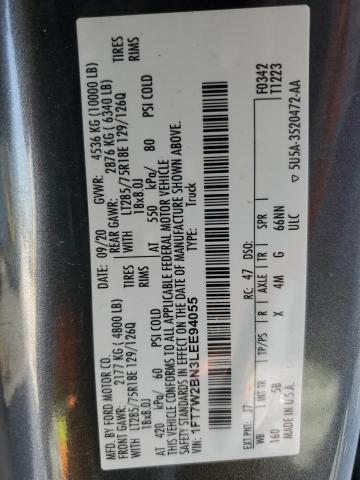 MFD. BY FORD MOTOR CO.
DATE: 09/20 GVWR: 4536 KG (10000 LB)
FRONT GAWR: 2177 KG (4800 LB) REAR GAWR: 2876 KG (6340 LB)
LT285/75R18E 129/126Q WITH LT285/75R18E 129/126Q TIRES
18x8.0J 18x8.0J RIMS
AT 420 kPa/ 60 PSI COLD AT 550 kPa/ 80 PSI COLD
THIS VEHICLE CONFORMS TO ALL APPLICABLE FEDERAL MOTOR VEHICLE SAFETY AND BUMPER STANDARDS IN EFFECT ON THE DATE OF MANUFACTURE SHOWN ABOVE.
VIN: 1FT7W2BN3LEE94055 TYPE: Truck
F0342
T1223
EXT PNT: J7 RC: 47 DSO:
WB INT TR TP/PS R AXLE TR SPR
160 5B X 4M G 66NN
MADE IN U.S.A. ULC
5U5A-3520472-AA